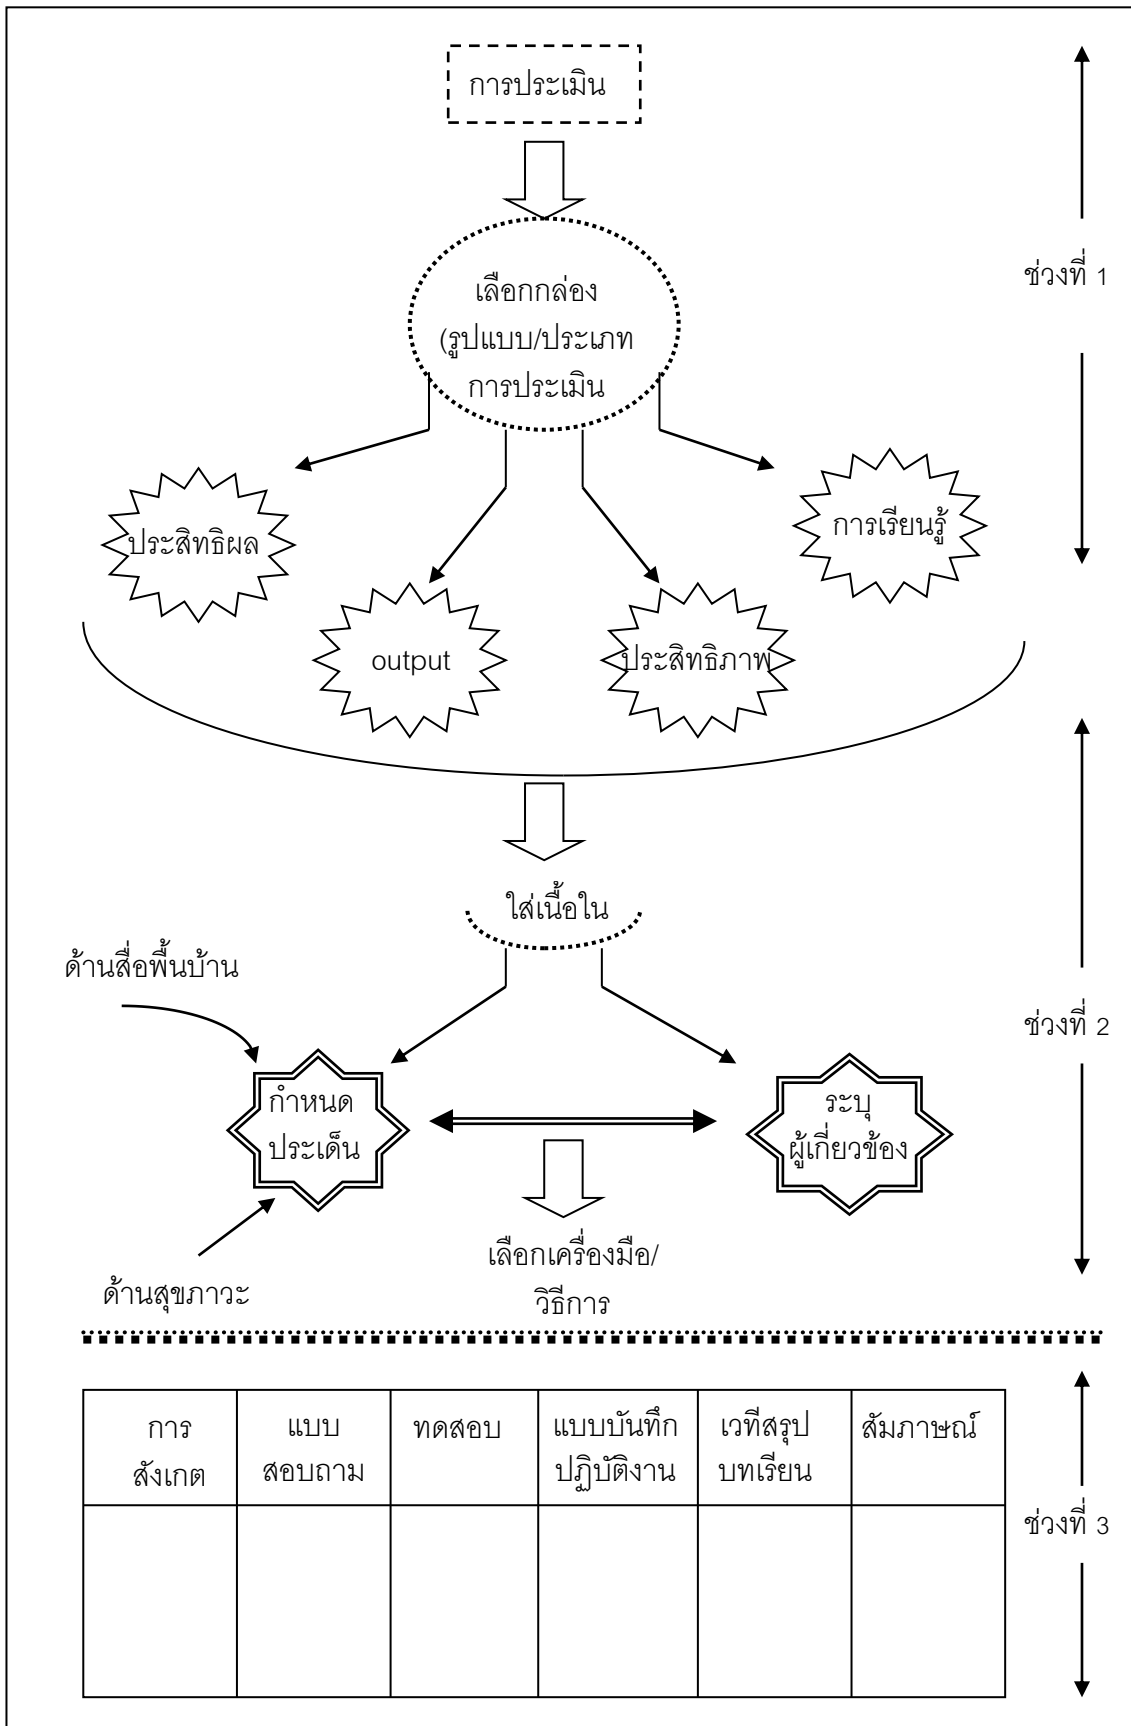 การประเมิน
ช่วงที่ 1
เลือกกล่อง
(รูปแบบ/ประเภท
การประเมิน
ประสิทธิผล
การเรียนรู้
output
ประสิทธิภาพ
ใส่เนื้อใน
ด้านสื่อพื้นบ้าน
ช่วงที่ 2
กำหนด
ประเด็น
ระบุ
ผู้เกี่ยวข้อง
เลือกเครื่องมือ/
วิธีการ
ด้านสุขภาวะ
การ
สังเกต
แบบ
สอบถาม
ทดสอบ
แบบบันทึก
ปฏิบัติงาน
เวทีสรุป
บทเรียน
สัมภาษณ์
ช่วงที่ 3